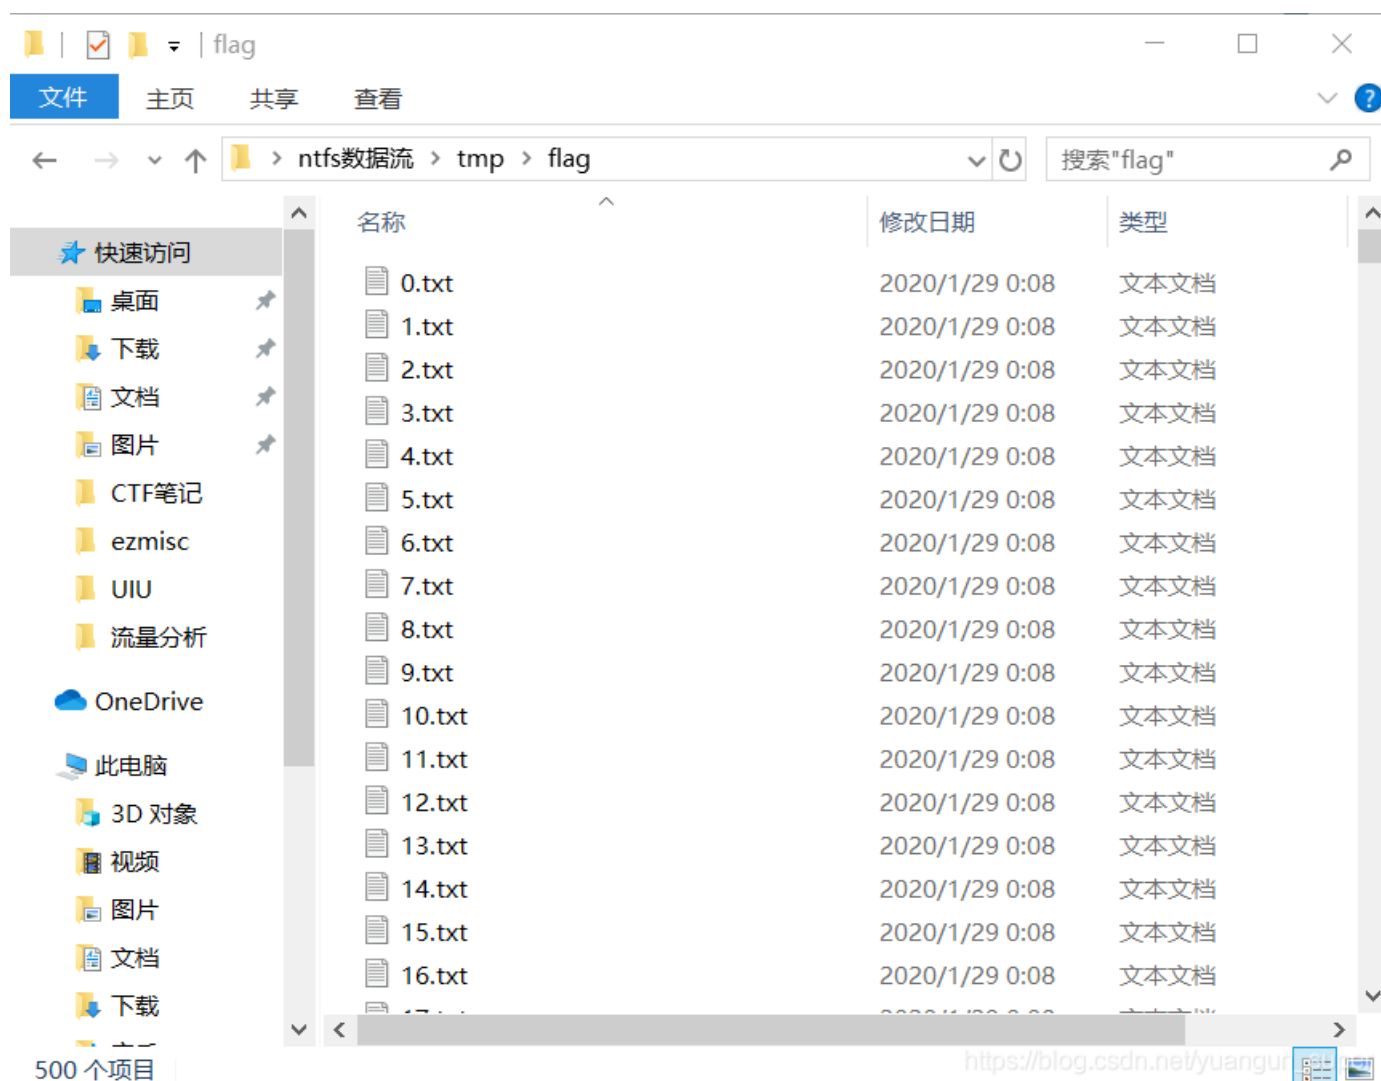 flag
文件 主页 共享 查看
ntfs数据流 tmp flag 搜索"flag"
名称 修改日期 类型
快速访问
桌面
下载
文档
图片
CTF笔记
ezmisc
UIU
流量分析
OneDrive
此电脑
3D 对象
视频
图片
文档
下载
0.txt 2020/1/29 0:08 文本文档
1.txt 2020/1/29 0:08 文本文档
2.txt 2020/1/29 0:08 文本文档
3.txt 2020/1/29 0:08 文本文档
4.txt 2020/1/29 0:08 文本文档
5.txt 2020/1/29 0:08 文本文档
6.txt 2020/1/29 0:08 文本文档
7.txt 2020/1/29 0:08 文本文档
8.txt 2020/1/29 0:08 文本文档
9.txt 2020/1/29 0:08 文本文档
10.txt 2020/1/29 0:08 文本文档
11.txt 2020/1/29 0:08 文本文档
12.txt 2020/1/29 0:08 文本文档
13.txt 2020/1/29 0:08 文本文档
14.txt 2020/1/29 0:08 文本文档
15.txt 2020/1/29 0:08 文本文档
16.txt 2020/1/29 0:08 文本文档
500 个项目